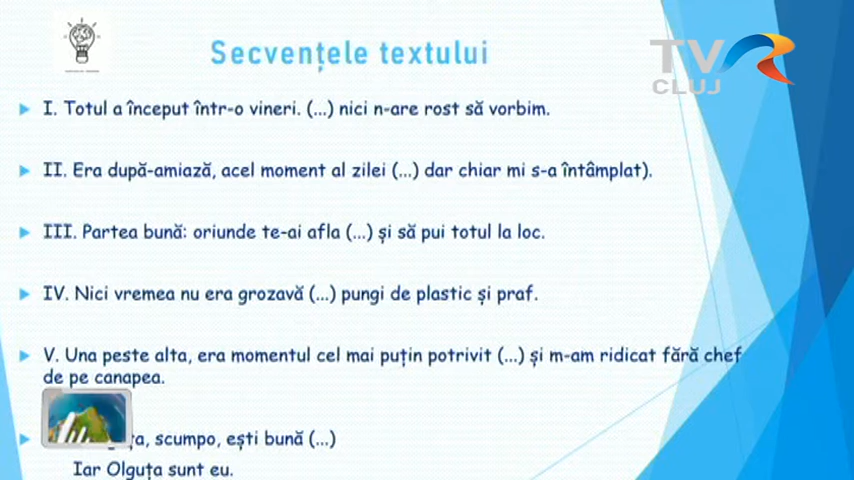 Secvențele textului
TVR
CLUJ
I. Totul a început într-o vineri. (...) nici n-are rost să vorbim.
II. Era după-amiază, acel moment al zilei (...) dar chiar mi s-a întâmplat).
III. Partea bună: oriunde te-ai afla (...) și să pui totul la loc.
IV. Nici vremea nu era grozavă (...) pungi de plastic și praf.
V. Una peste alta, era momentul cel mai puțin potrivit (...) și m-am ridicat fără chef
de pe canapea.
scumpo, ești bună (...)
Iar Olguța sunt eu.